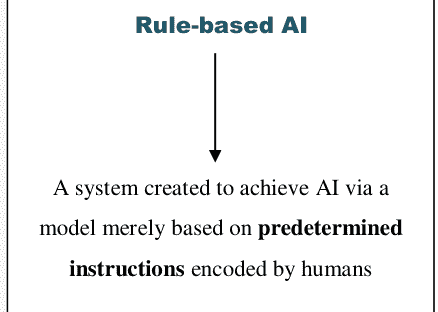 Rule-based AI
A system created to achieve AI via a
model merely based on predetermined
instructions encoded by humans